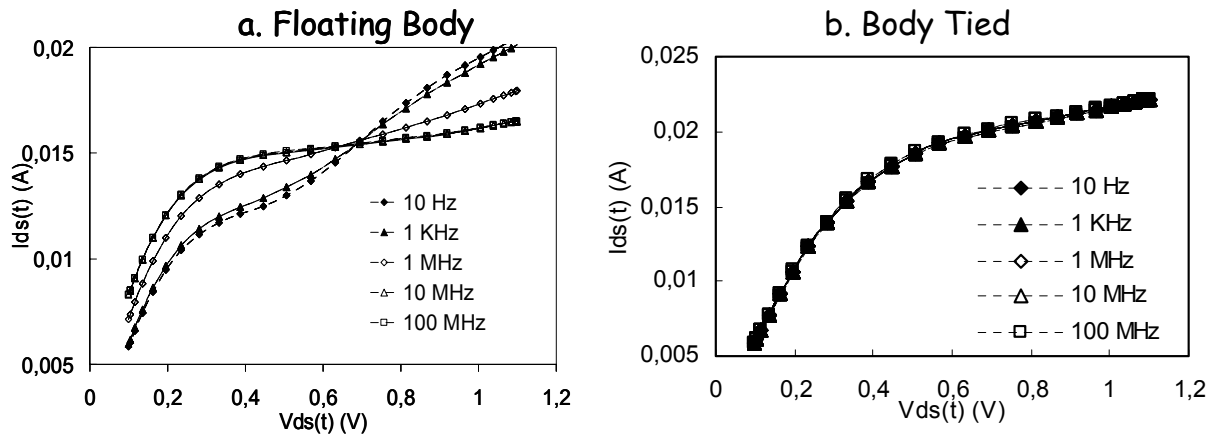 a. Floating Body
0,02
0,015
0,01
0,005
Ids(t) (A)
10 Hz
1 KHz
1 MHz
10 MHz
100 MHz
0
0,2
0,4
0,6
0,8
1
1,2
Vds(t) (V)
b. Body Tied
0,025
0,02
0,015
0,01
0,005
Ids(t) (A)
10 Hz
1 KHz
1 MHz
10 MHz
100 MHz
0
0,2
0,4
0,6
0,8
1
1,2
Vds(t) (V)